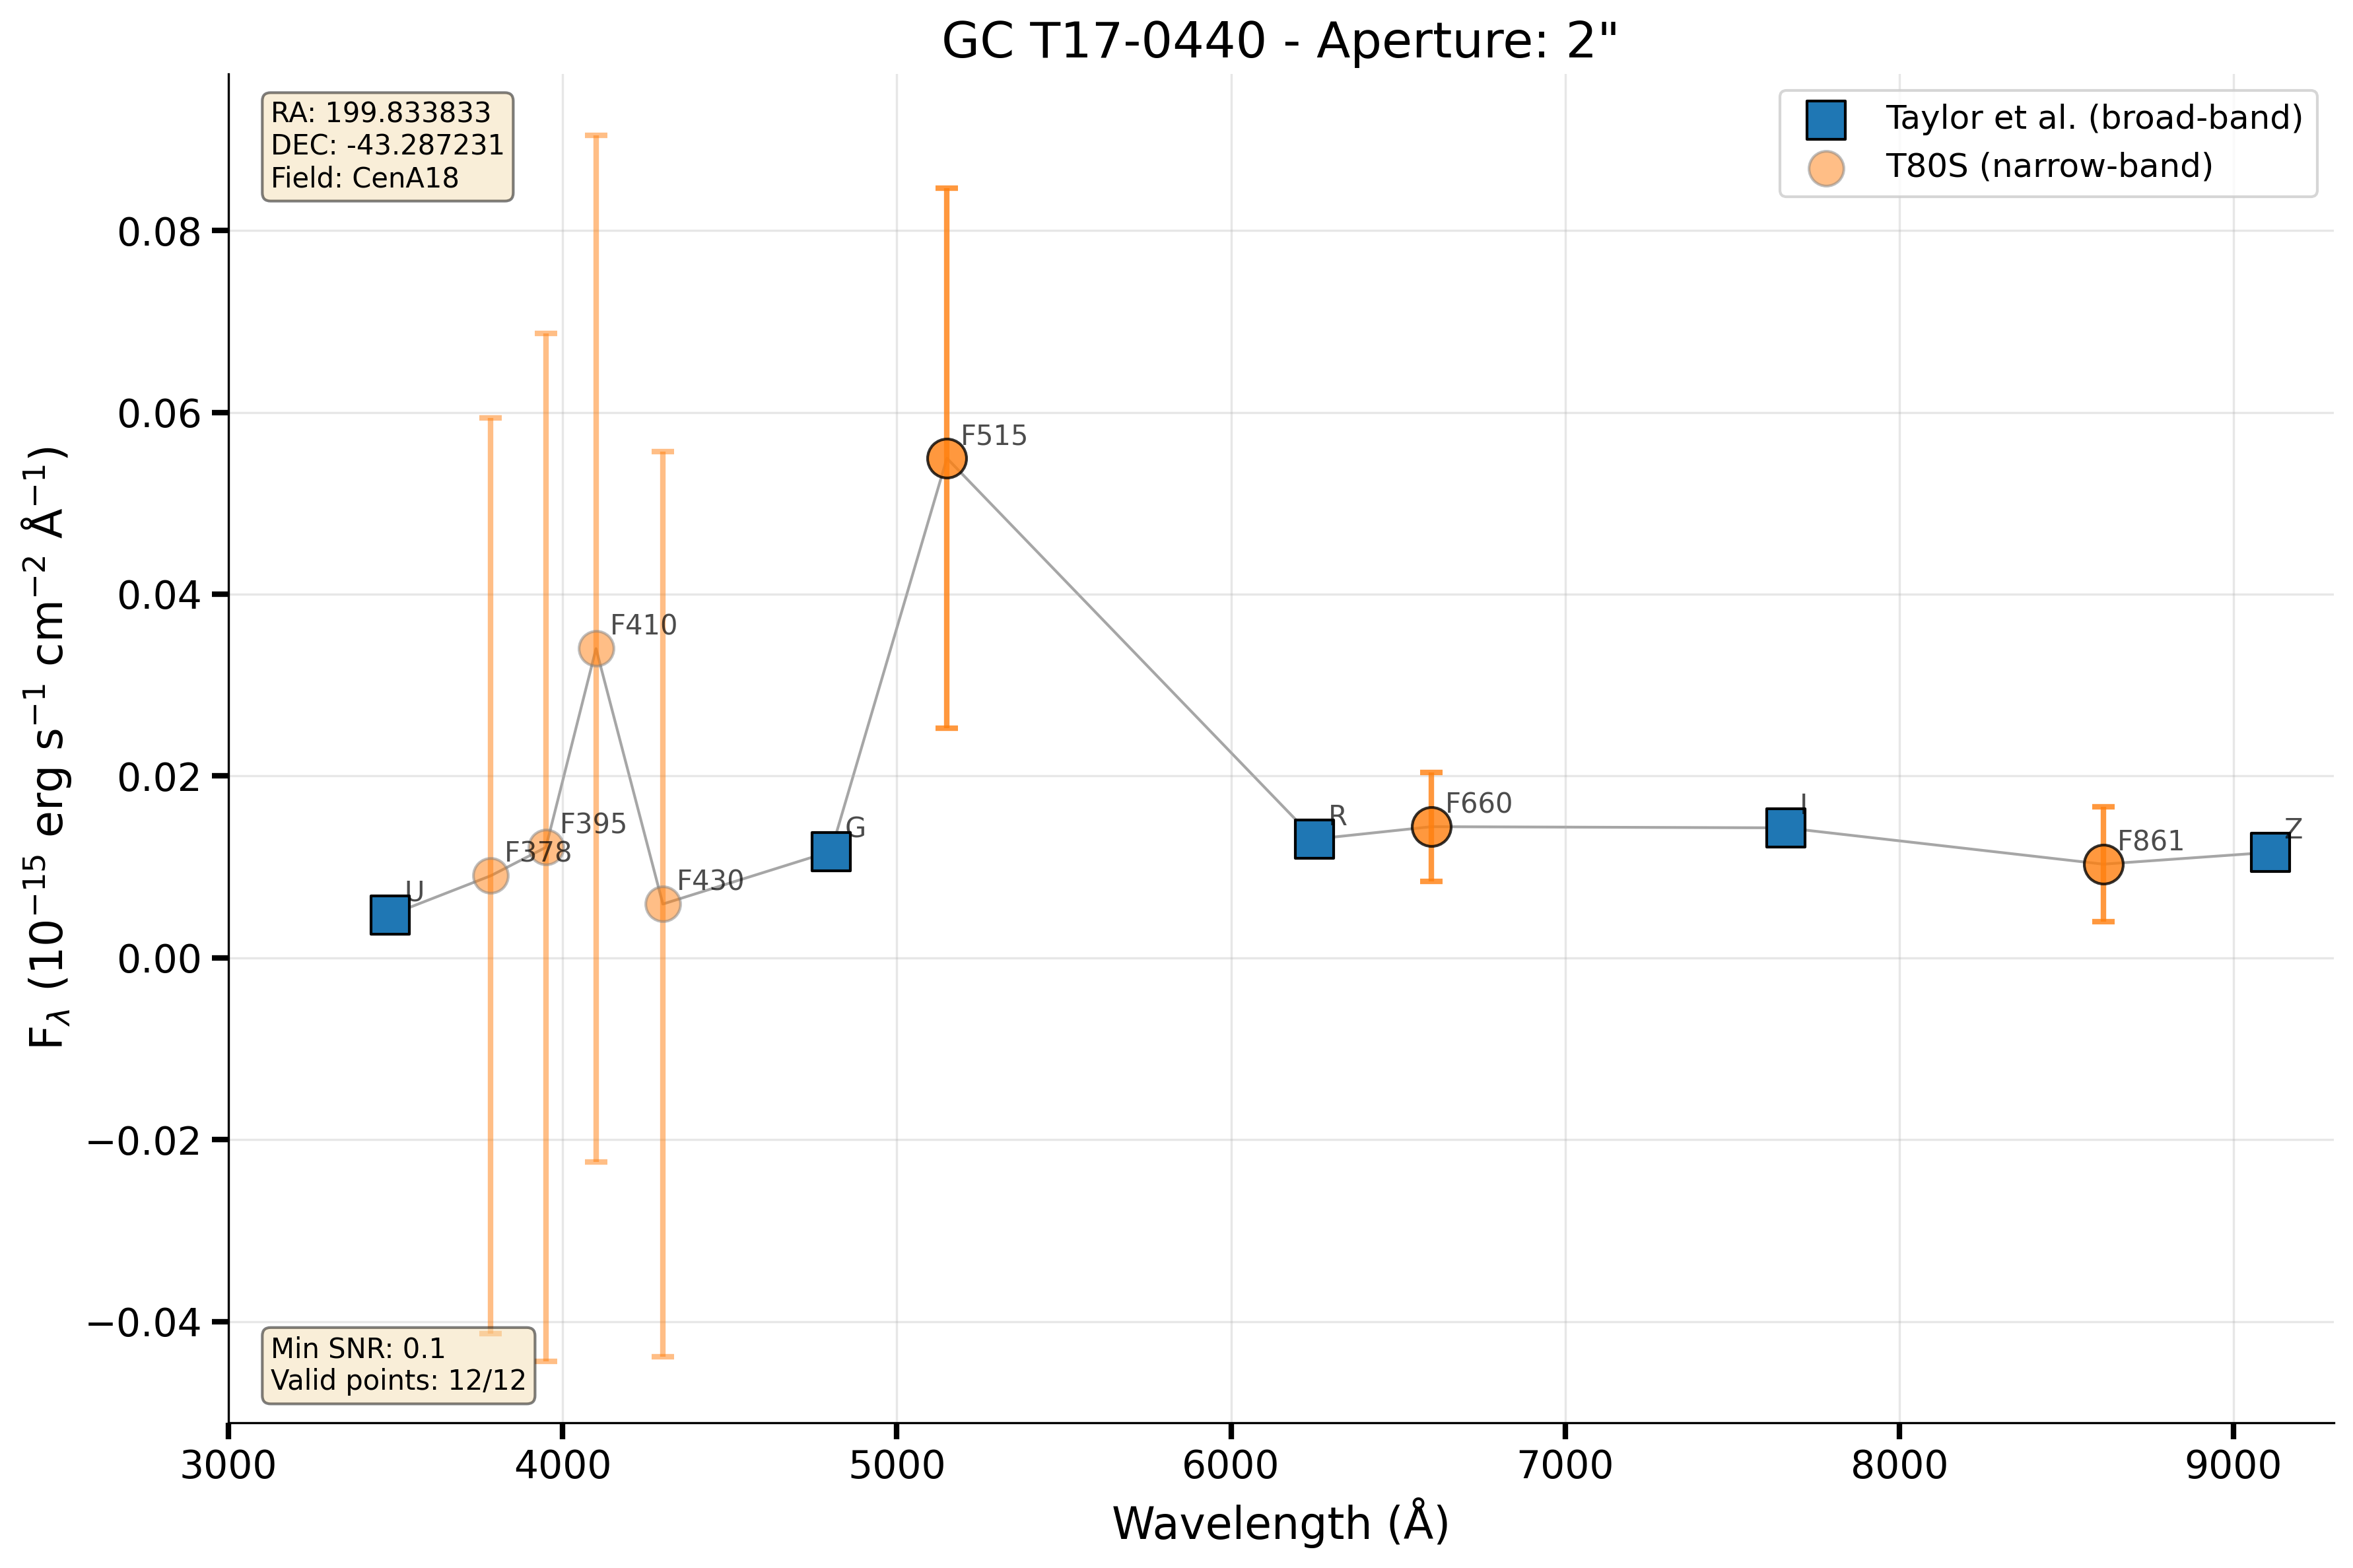 GC T17-0440 - Aperture: 2"
RA: 199.833833
DEC: -43.287231
Field: CenA18
Taylor et al. (broad-band)
T80S (narrow-band)
F_λ (10⁻¹⁵ erg s⁻¹ cm⁻² Å⁻¹)
0.08
0.06
0.04
0.02
0.00
−0.02
−0.04
U
F378
F395
F410
F430
G
F515
R
F660
I
F861
Z
Min SNR: 0.1
Valid points: 12/12
3000 4000 5000 6000 7000 8000 9000
Wavelength (Å)